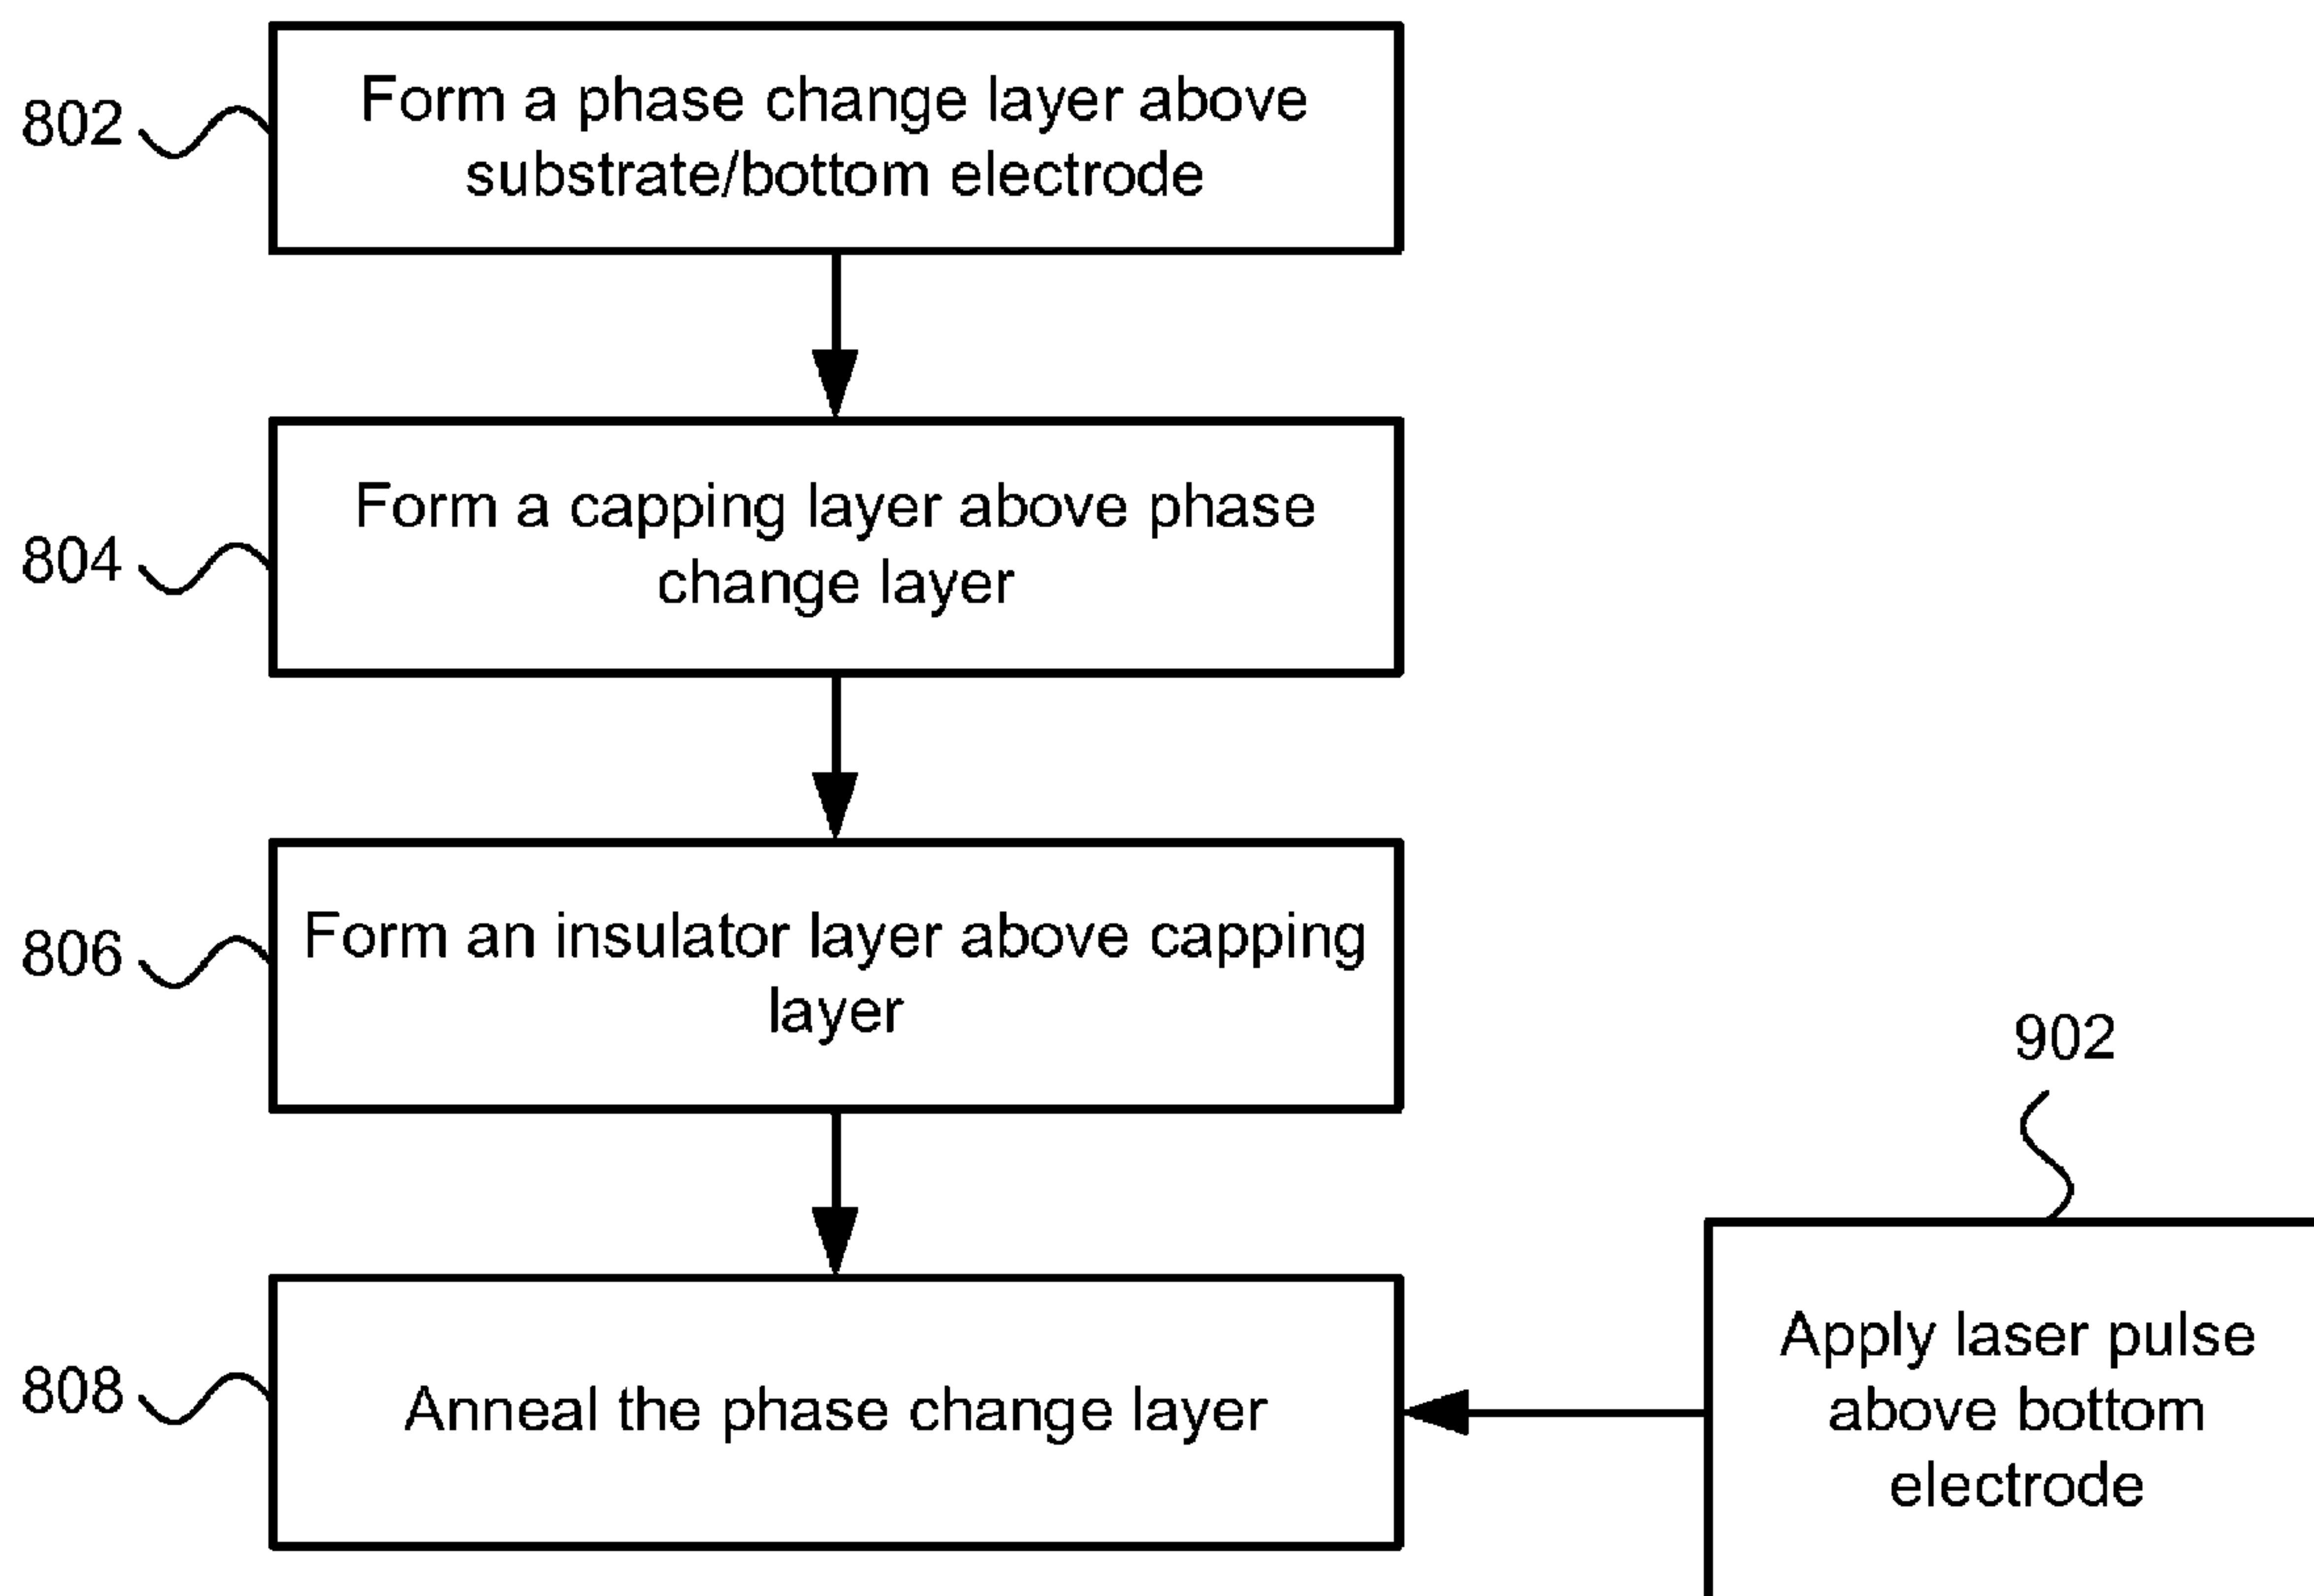 802
Form a phase change layer above
substrate/bottom electrode
804
Form a capping layer above phase
change layer
806
Form an insulator layer above capping
layer
902
808
Anneal the phase change layer
Apply laser pulse
above bottom
electrode